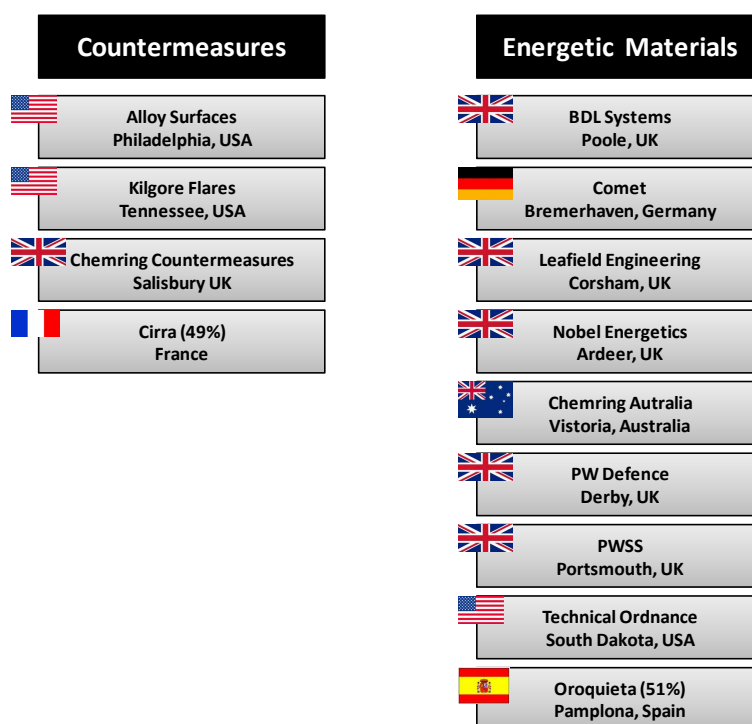 Countermeasures
Alloy Surfaces
Philadelphia, USA
Kilgore Flares
Tennessee, USA
Chemring Countermeasures
Salisbury UK
Cirra (49%)
France
Energetic Materials
BDL Systems
Poole, UK
Comet
Bremerhaven, Germany
Leafield Engineering
Corsham, UK
Nobel Energetics
Ardeer, UK
Chemring Autralia
Vistoria, Australia
PW Defence
Derby, UK
PWSS
Portsmouth, UK
Technical Ordnance
South Dakota, USA
Oroquieta (51%)
Pamplona, Spain